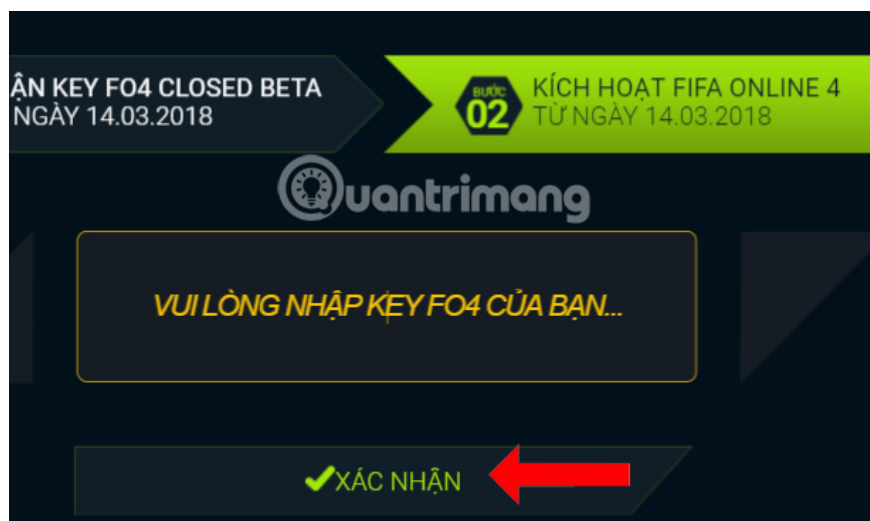 ẬN KEY FO4 CLOSED BETA
NGÀY 14.03.2018
BƯỚC
02
KÍCH HOẠT FIFA ONLINE 4
TỪ NGÀY 14.03.2018
Quantrimang
VUI LÒNG NHẬP KEY FO4 CỦA BẠN...
XÁC NHẬN